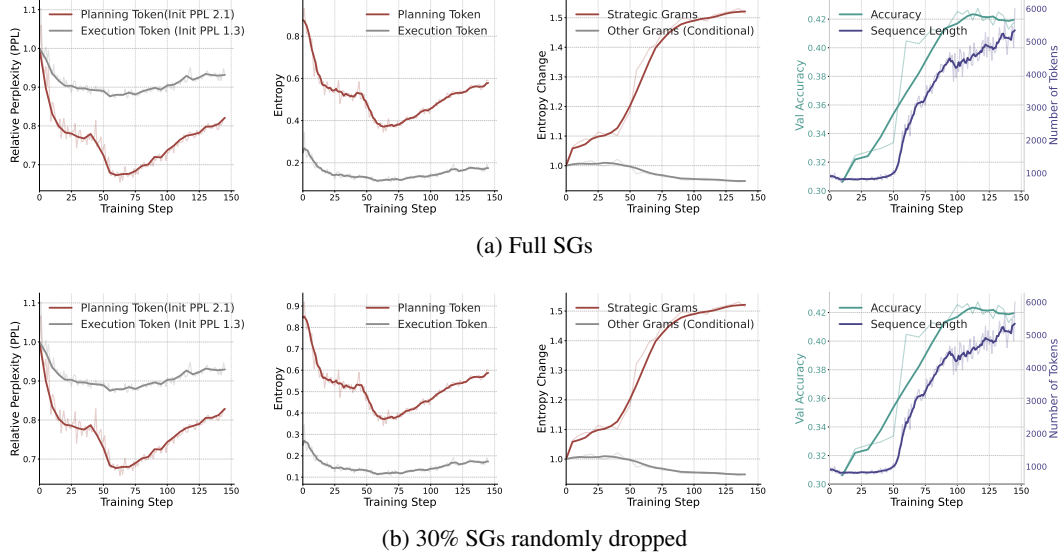 Planning Token(Init PPL 2.1)
Execution Token (Init PPL 1.3)
Relative Perplexity (PPL)
1.1
1.0
0.9
0.8
0.7
0 25 50 75 100 125 150
Training Step
Planning Token
Execution Token
Entropy
0.8
0.6
0.4
0.2
0 25 50 75 100 125 150
Training Step
Strategic Grams
Other Grams (Conditional)
Entropy Change
1.5
1.4
1.3
1.2
1.1
1.0
0 30 60 90 120 150
Training Step
Accuracy
Sequence Length
Val Accuracy
0.42
0.40
0.38
0.36
0.34
0.32
0.30
6000
5000
4000
3000
2000
1000
Number of Tokens
0 25 50 75 100 125 150
Training Step
(a) Full SGs
Planning Token(Init PPL 2.1)
Execution Token (Init PPL 1.3)
Relative Perplexity (PPL)
1.1
1.0
0.9
0.8
0.7
0 25 50 75 100 125 150
Training Step
Planning Token
Execution Token
Entropy
0.9
0.8
0.7
0.6
0.5
0.4
0.3
0.2
0.1
0 25 50 75 100 125 150
Training Step
Strategic Grams
Other Grams (Conditional)
Entropy Change
1.5
1.4
1.3
1.2
1.1
1.0
0 30 60 90 120 150
Training Step
Accuracy
Sequence Length
Val Accuracy
0.42
0.40
0.38
0.36
0.34
0.32
0.30
6000
5000
4000
3000
2000
1000
Number of Tokens
0 25 50 75 100 125 150
Training Step
(b) 30% SGs randomly dropped